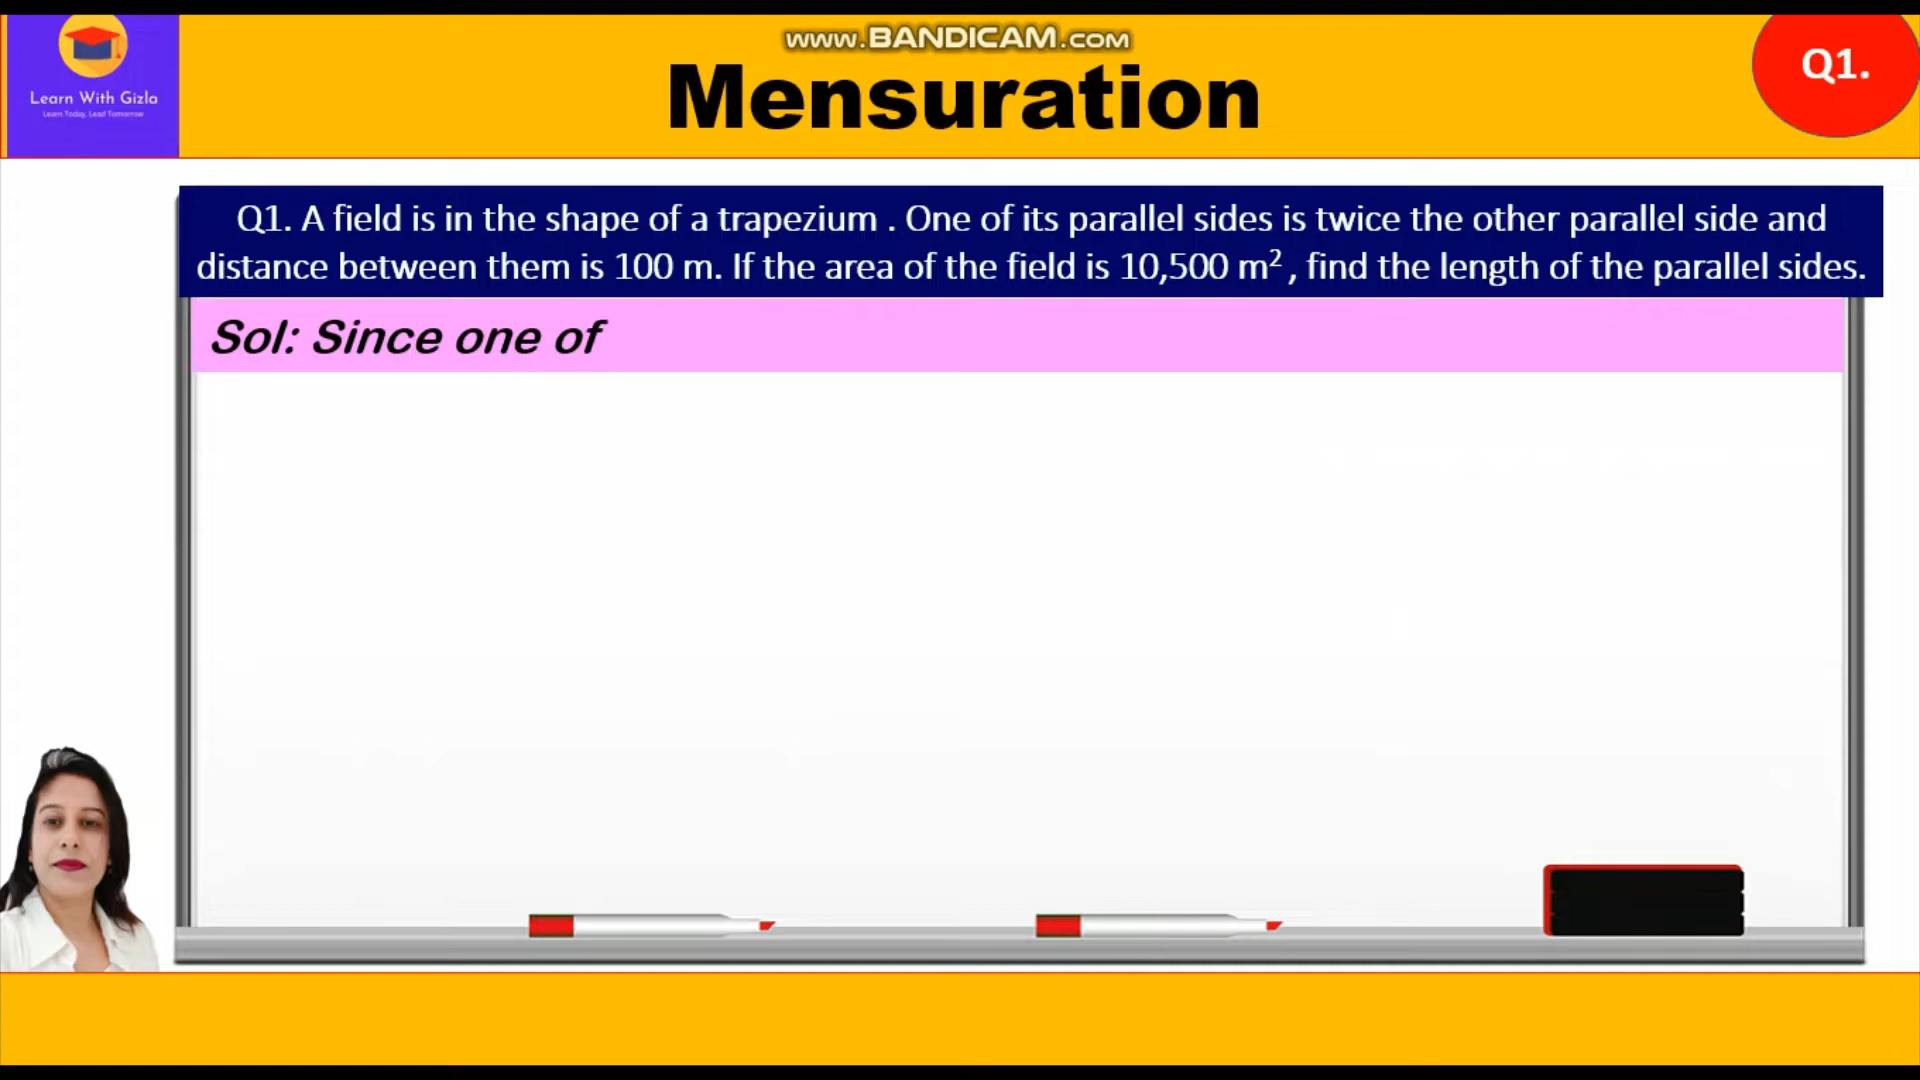 www.BANDICAM.com
Mensuration
Q1.
Learn With Gizla
Learn Today, Lead Tomorrow
Q1. A field is in the shape of a trapezium . One of its parallel sides is twice the other parallel side and
distance between them is 100 m. If the area of the field is 10,500 m², find the length of the parallel sides.
Sol: Since one of